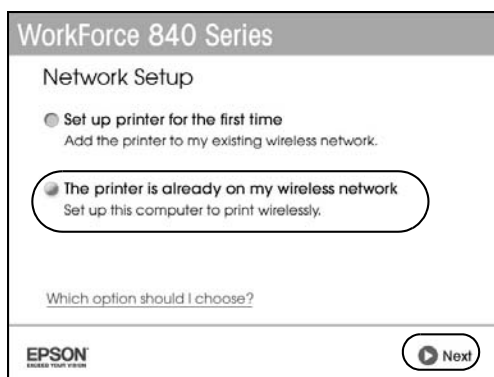 WorkForce 840 Series
Network Setup
Set up printer for the first time
Add the printer to my existing wireless network.
The printer is already on my wireless network
Set up this computer to print wirelessly.
Which option should I choose?
EPSON
EXCEED YOUR VISION
Next